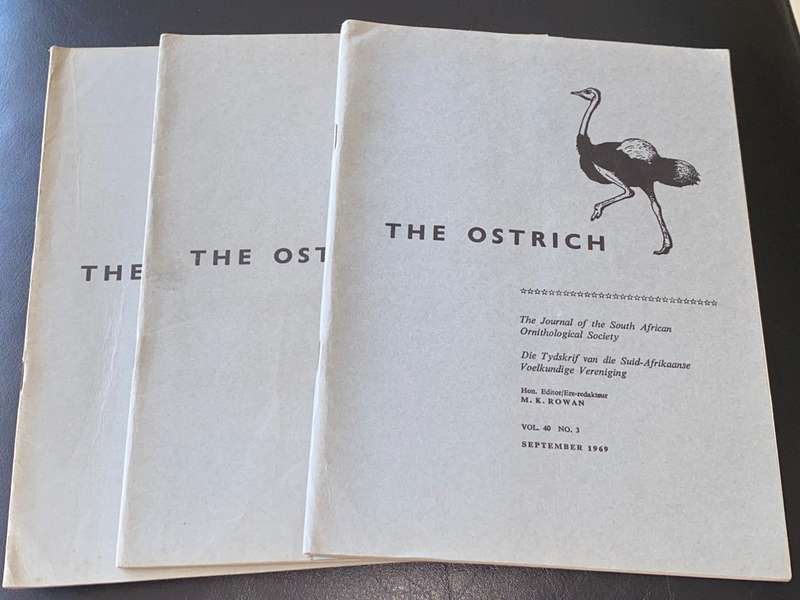 THE
THE OST
THE OSTRICH
The Journal of the South African
Ornithological Society
Die Tydskrif van die Suid-Afrikaanse
Voelkundige Vereniging
Hon. Editor/Ere-redakteur
M. K. ROWAN
VOL. 40 NO. 3
SEPTEMBER 1969